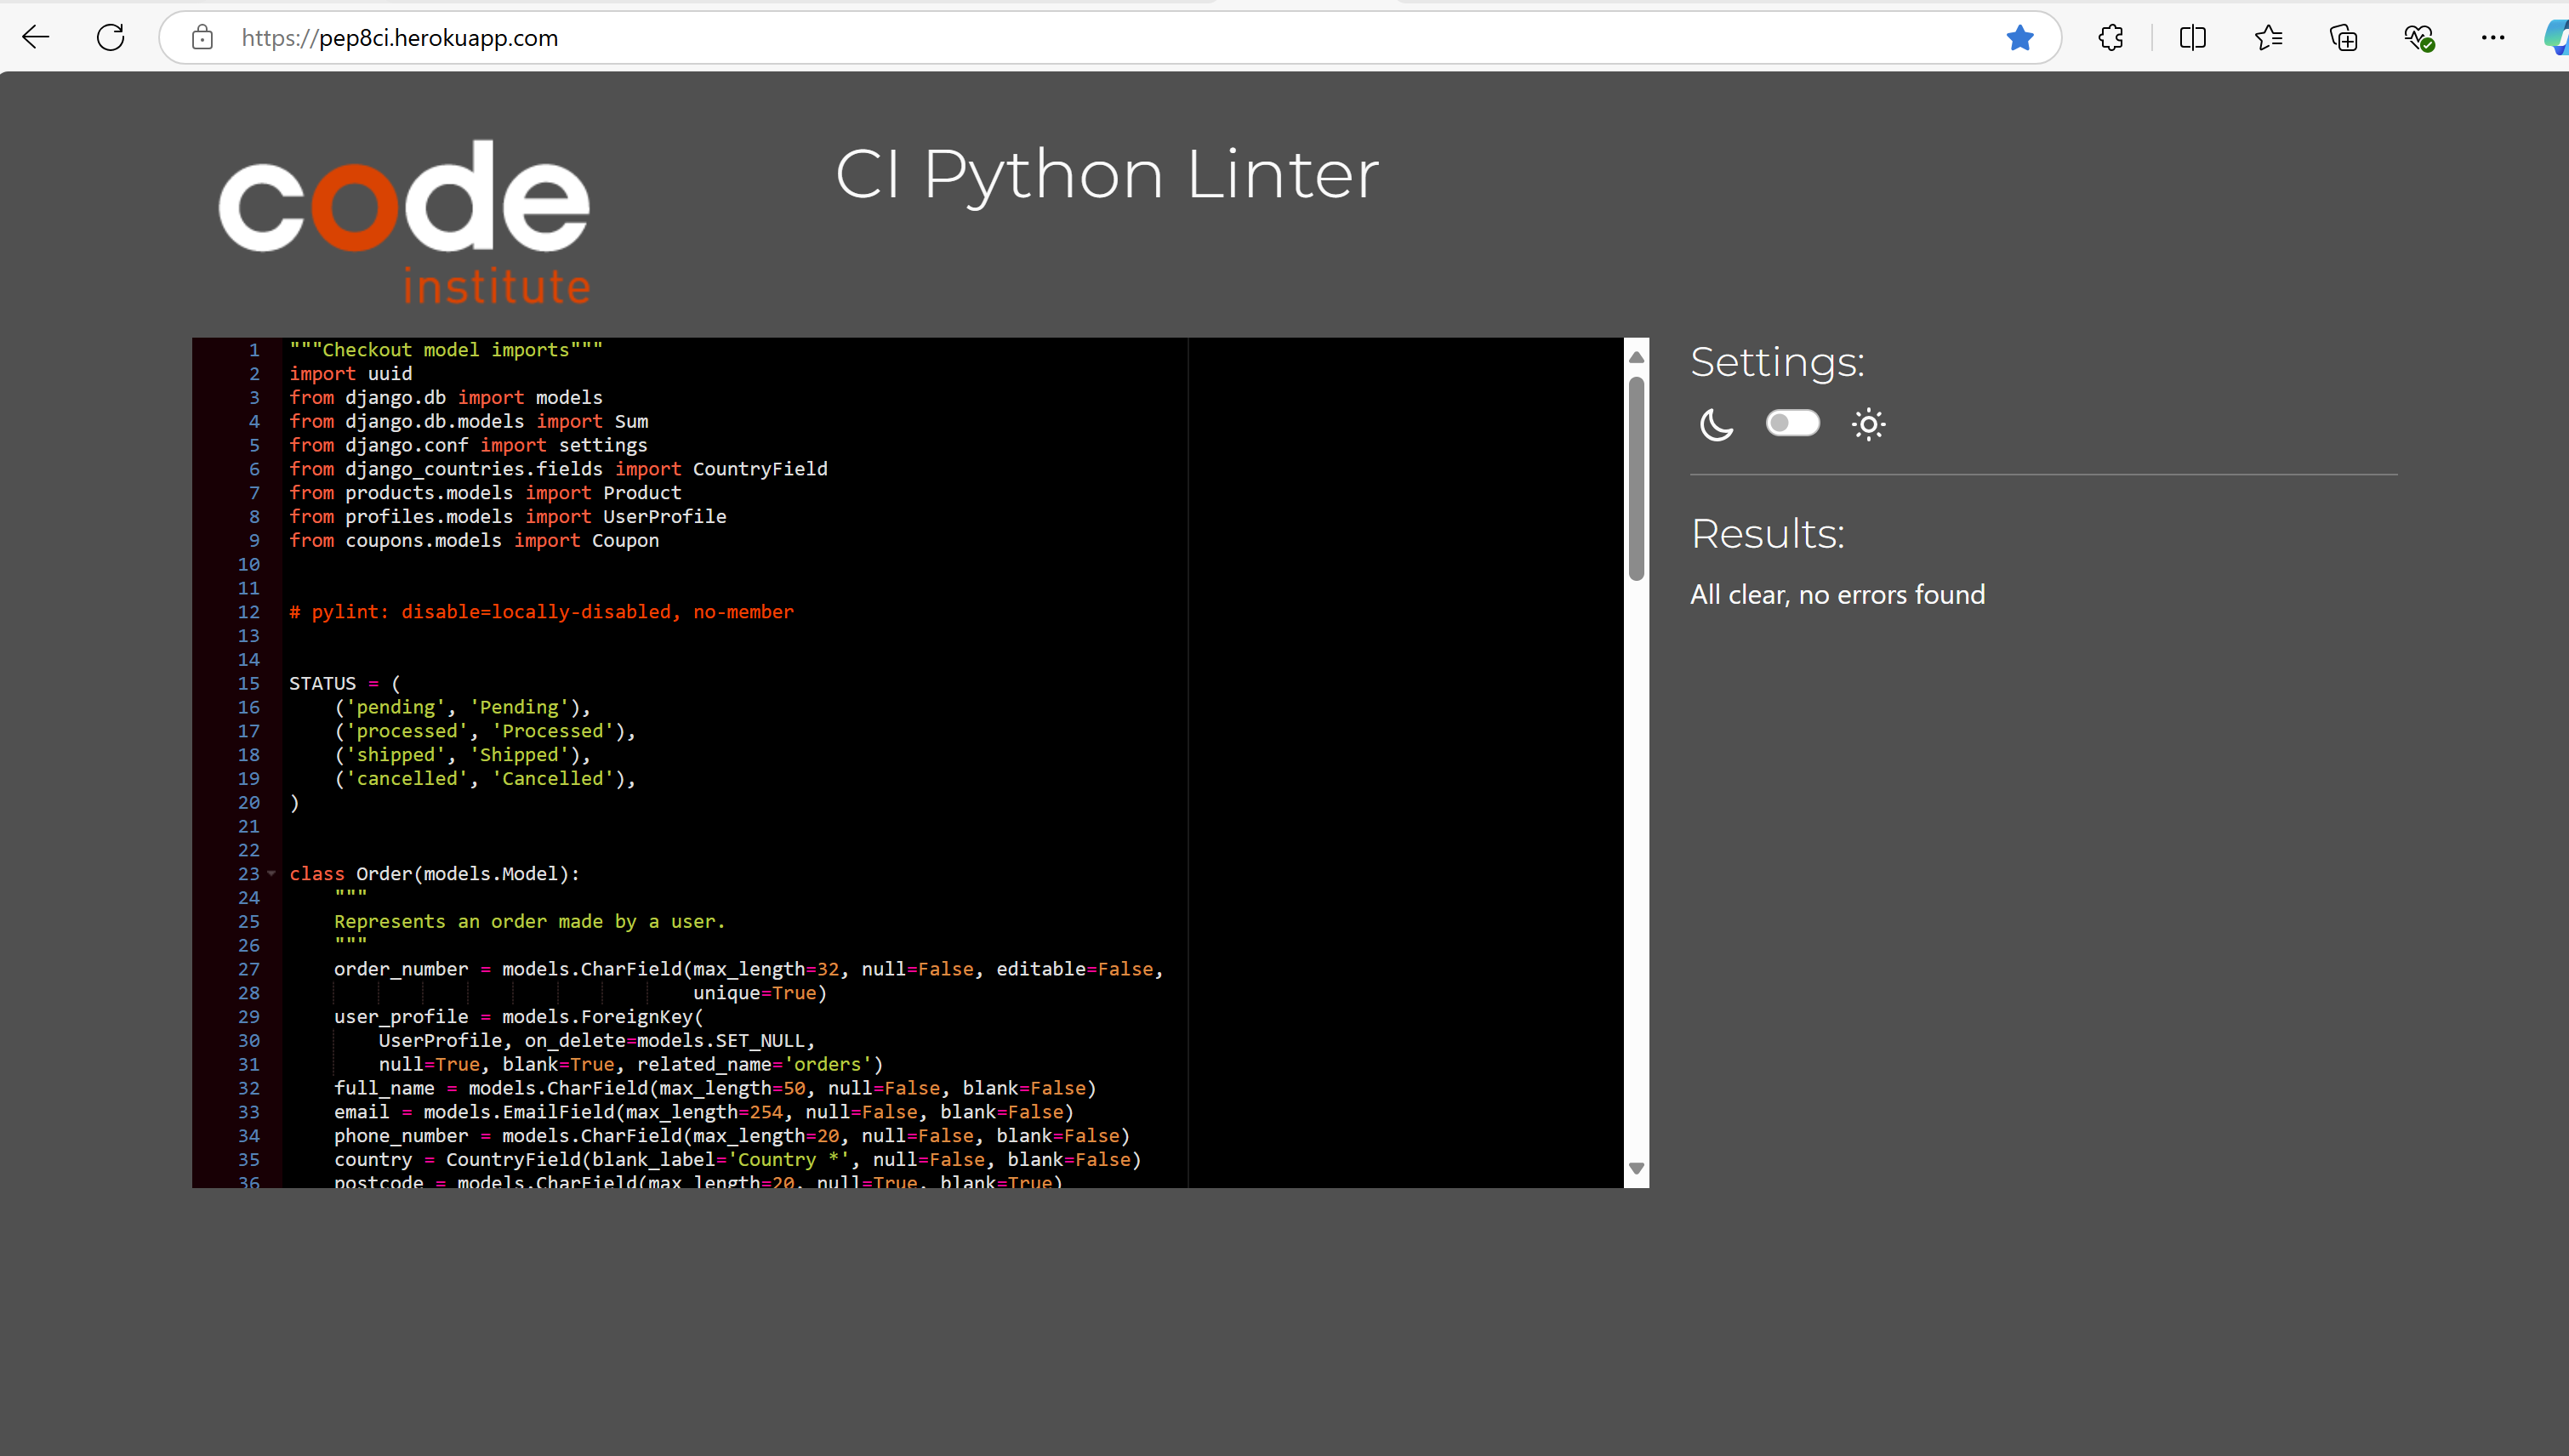 https://pep8ci.herokuapp.com
code
institute
CI Python Linter
1 """Checkout model imports"""
2 import uuid
3 from django.db import models
4 from django.db.models import Sum
5 from django.conf import settings
6 from django_countries.fields import CountryField
7 from products.models import Product
8 from profiles.models import UserProfile
9 from coupons.models import Coupon
10
11
12 # pylint: disable=locally-disabled, no-member
13
14
15 STATUS = (
16     ('pending', 'Pending'),
17     ('processed', 'Processed'),
18     ('shipped', 'Shipped'),
19     ('cancelled', 'Cancelled'),
20 )
21
22
23 class Order(models.Model):
24     """
25     Represents an order made by a user.
26     """
27     order_number = models.CharField(max_length=32, null=False, editable=False,
28                                     unique=True)
29     user_profile = models.ForeignKey(
30         UserProfile, on_delete=models.SET_NULL,
31         null=True, blank=True, related_name='orders')
32     full_name = models.CharField(max_length=50, null=False, blank=False)
33     email = models.EmailField(max_length=254, null=False, blank=False)
34     phone_number = models.CharField(max_length=20, null=False, blank=False)
35     country = CountryField(blank_label='Country *', null=False, blank=False)
36     postcode = models.CharField(max_length=20, null=True, blank=True)
Settings:
Results:
All clear, no errors found